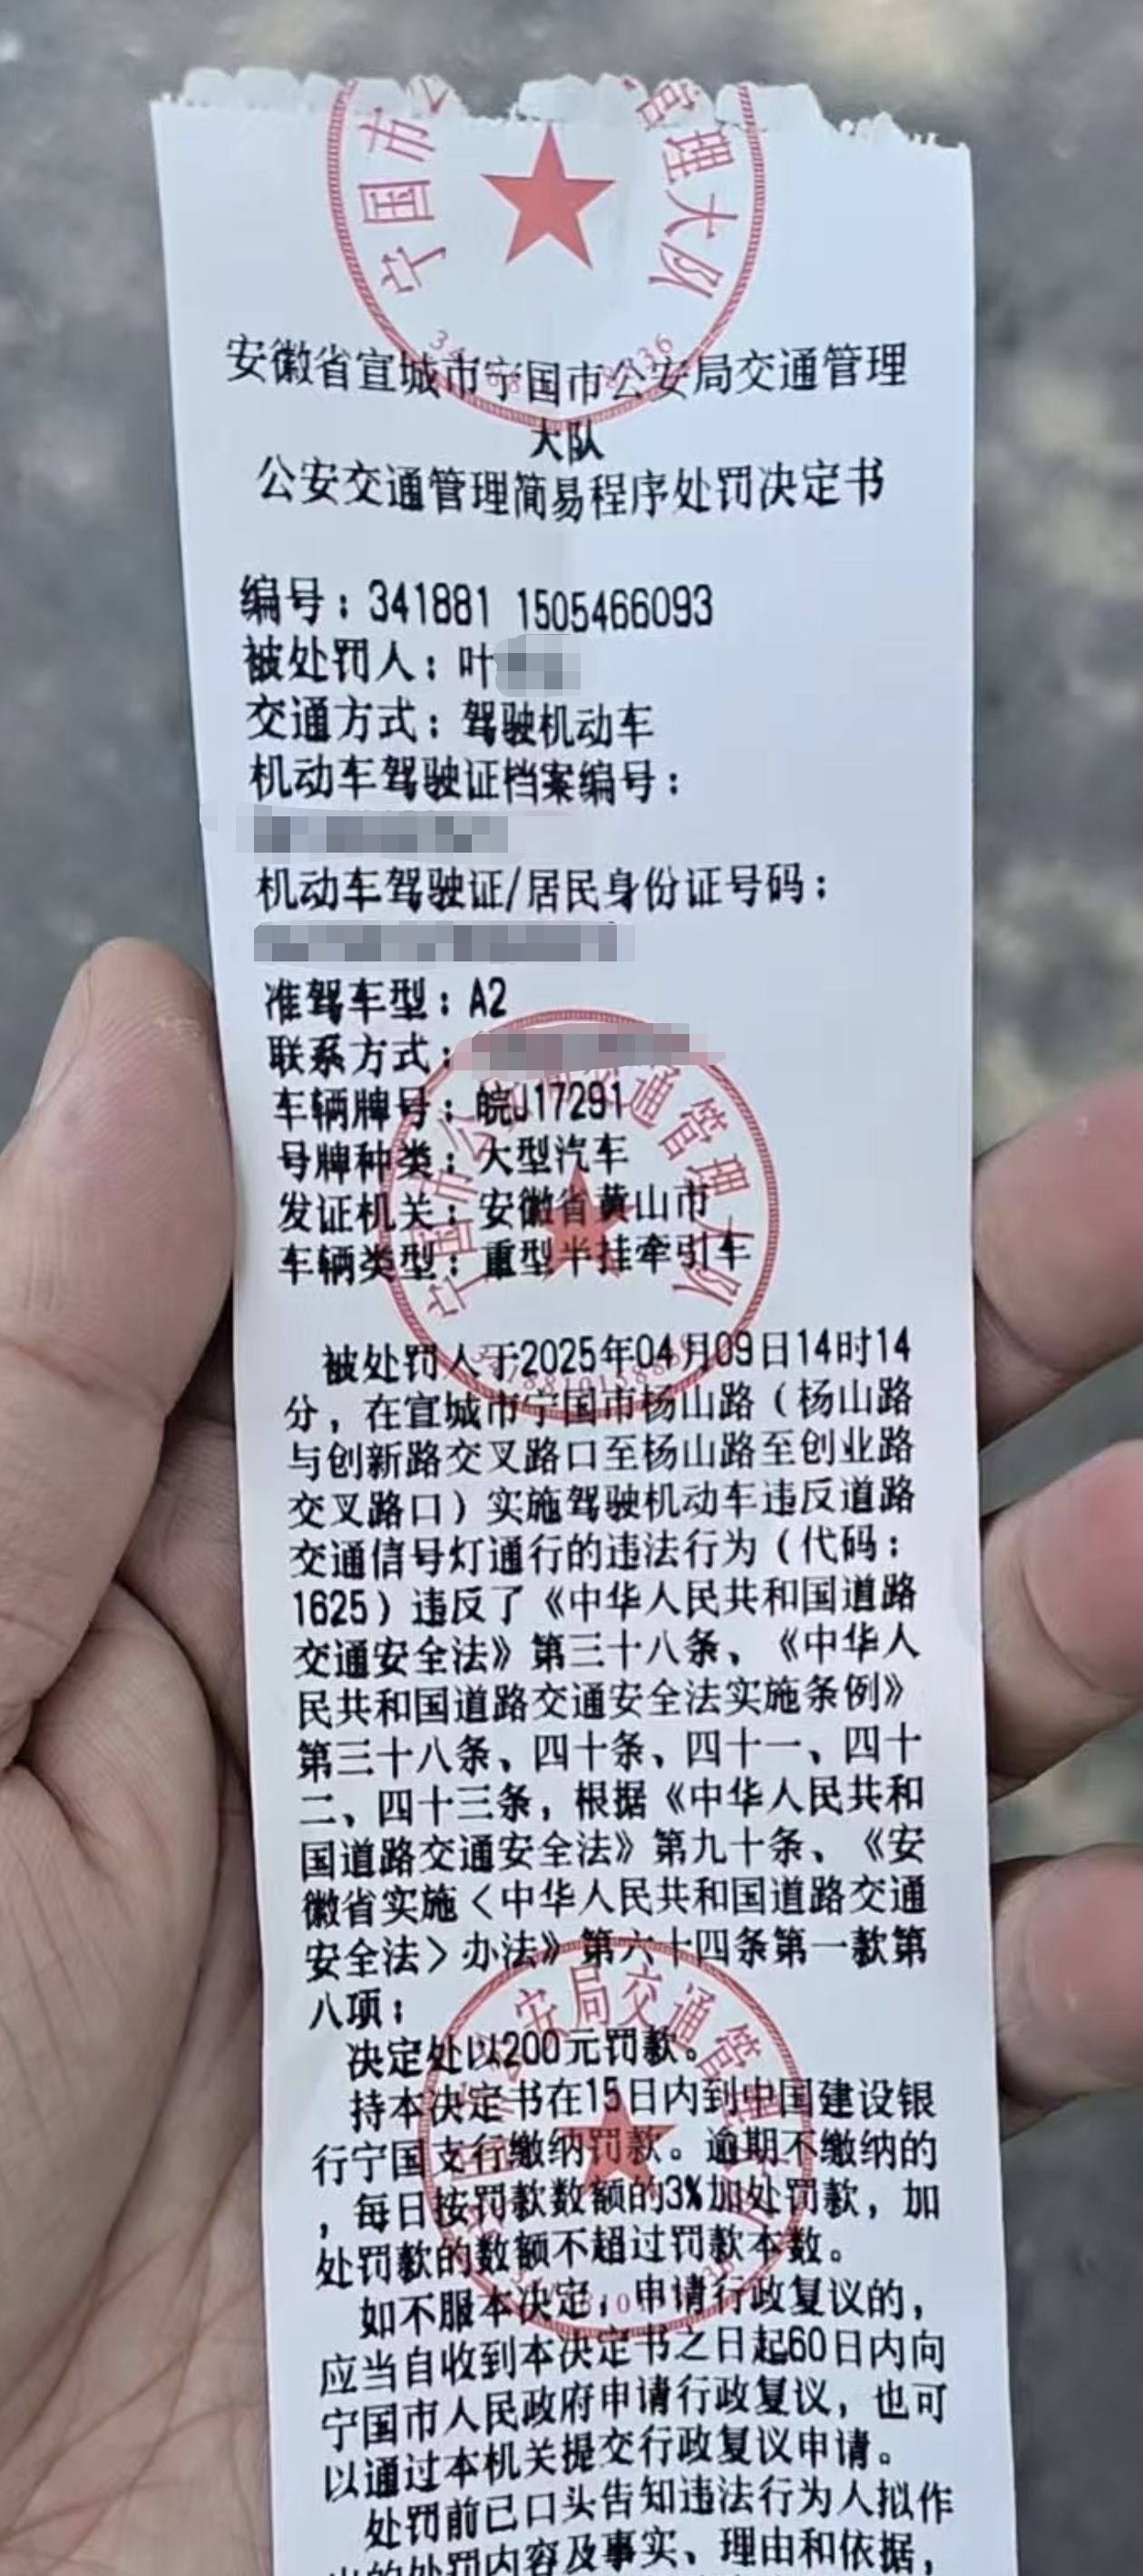 宁国市公
管理大队
安徽省宣城市宁国市公安局交通管理
大队
公安交通管理简易程序处罚决定书
编号：341881 1505466093
被处罚人：叶
交通方式：驾驶机动车
机动车驾驶证档案编号：
机动车驾驶证/居民身份证号码：
准驾车型：A2
联系方式：
车辆牌号：皖J17291
号牌种类：大型汽车
发证机关：安徽省黄山市
车辆类型：重型半挂牵引车
被处罚人于2025年04月09日14时14
分，在宣城市宁国市杨山路（杨山路
与创新路交叉路口至杨山路至创业路
交叉路口）实施驾驶机动车违反道路
交通信号灯通行的违法行为（代码：
1625）违反了《中华人民共和国道路
交通安全法》第三十八条、《中华人
民共和国道路交通安全法实施条例》
第三十八条、四十条、四十一、四十
二、四十三条，根据《中华人民共和
国道路交通安全法》第九十条、《安
徽省实施〈中华人民共和国道路交通
安全法〉办法》第六十四条第一款第
八项：
决定处以200元罚款。
持本决定书在15日内到中国建设银
行宁国支行缴纳罚款。逾期不缴纳的
，每日按罚款数额的3%加处罚款，加
处罚款的数额不超过罚款本数。
如不服本决定，申请行政复议的，
应当自收到本决定书之日起60日内向
宁国市人民政府申请行政复议，也可
以通过本机关提交行政复议申请。
处罚前已口头告知违法行为人拟作
的处罚内容及事实、理由和依据，